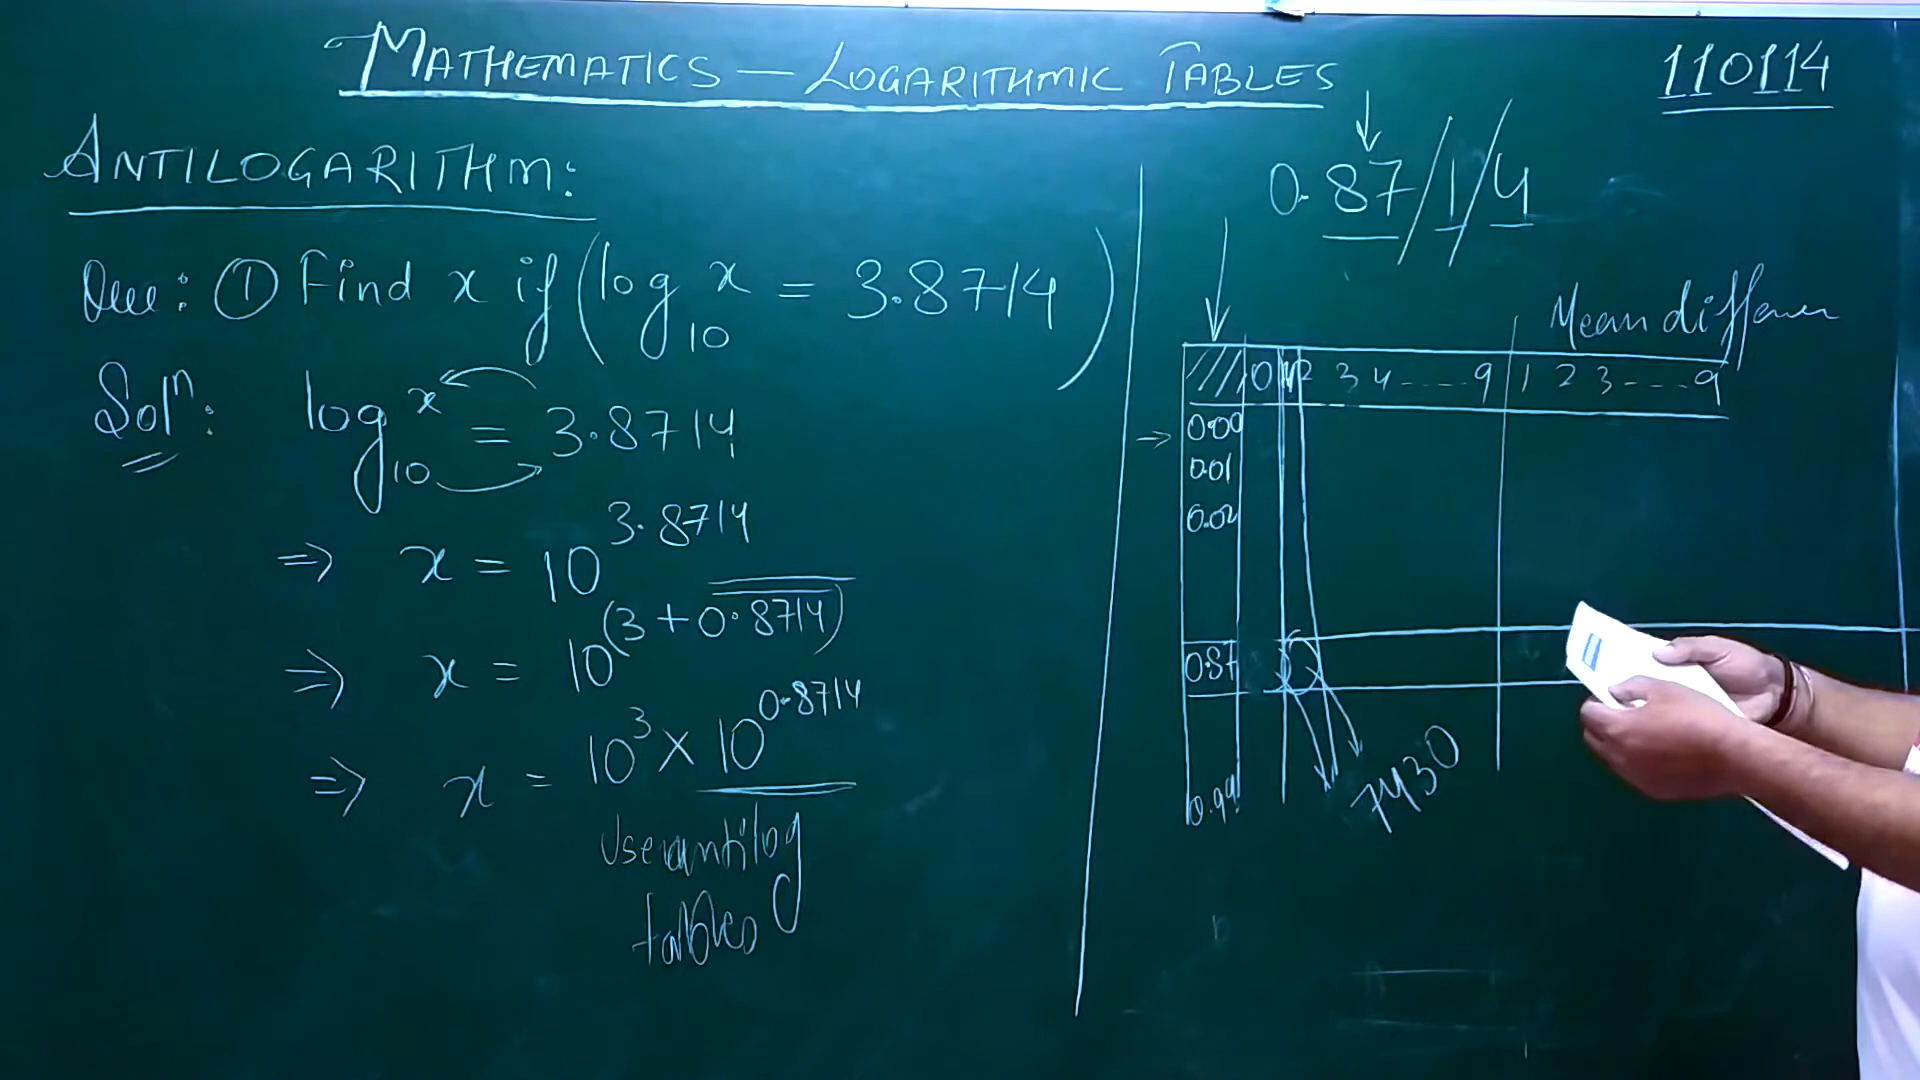 MATHEMATICS — LOGARITHMIC TABLES
110114
ANTILOGARITHM:
Que: ① Find x if (log₁₀ x = 3.8714)
Solⁿ: log₁₀ x = 3.8714
⇒ x = 10^3.8714
⇒ x = 10^(3 + 0.8714)
⇒ x = 10³ × 10^0.8714
Use antilog
tables
0.87/1/4
Mean
0 1 2 3 4 ---- 9 1 2 3 --- 9
→ 0.00
0.01
0.02
0.87
0.99
7430